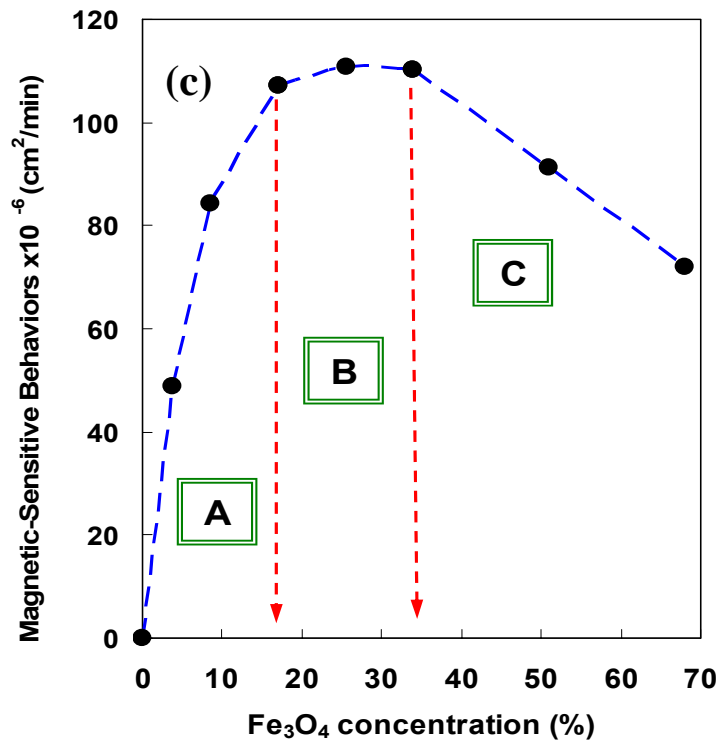 120
100
80
60
40
20
0
Magnetic-Sensitive Behaviors x10 ⁻⁶ (cm²/min)
(c)
A
B
C
0 10 20 30 40 50 60 70
Fe₃O₄ concentration (%)